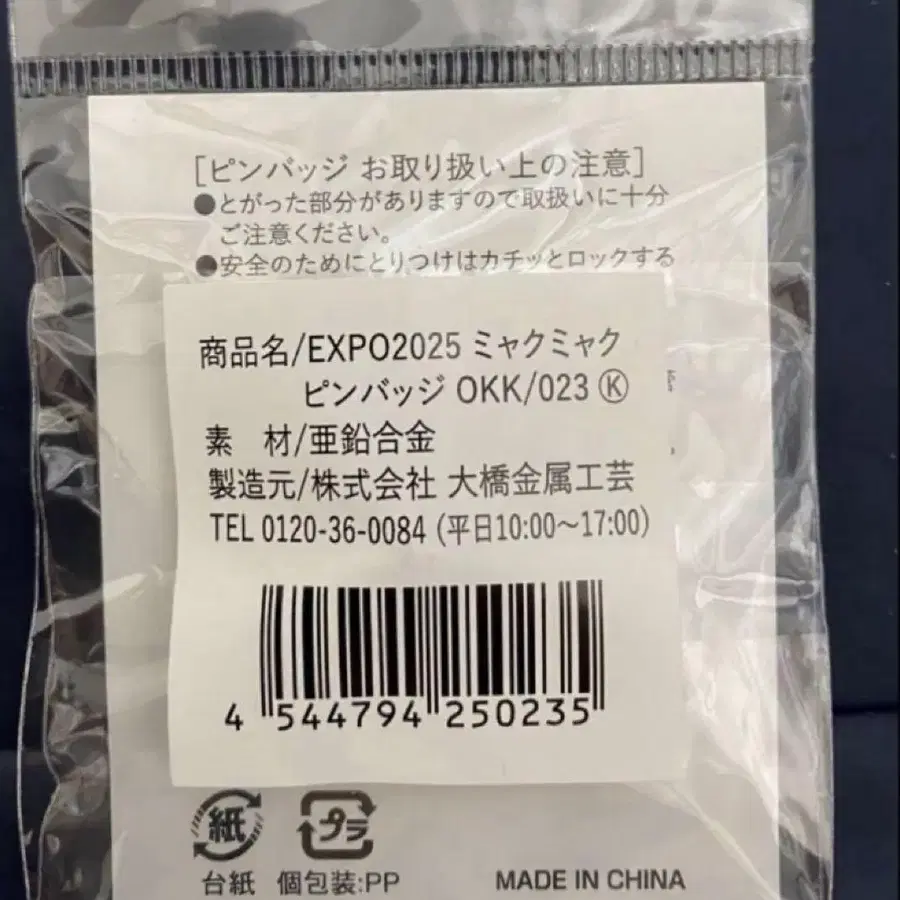 [ピンバッジ お取り扱い上の注意]
●とがった部分がありますので取扱いに十分
ご注意ください。
●安全のためにとりつけはカチッとロックする
商品名/EXPO2025 ミャクミャク
ピンバッジ OKK/023 Ⓚ
素　材/亜鉛合金
製造元/株式会社 大橋金属工芸
TEL 0120-36-0084 (平日10:00～17:00)
4 544794 250235
紙 プラ
台紙 個包装:PP
MADE IN CHINA